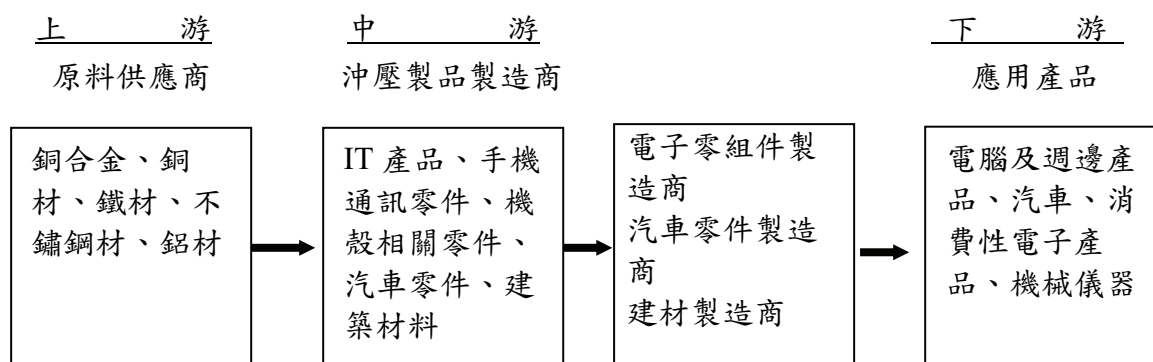 上　　游
原料供應商
銅合金、銅
材、鐵材、不
鏽鋼材、鋁材
中　　游
沖壓製品製造商
IT 產品、手機
通訊零件、機
殼相關零件、
汽車零件、建
築材料
電子零組件製
造商
汽車零件製造
商
建材製造商
下　　游
應用產品
電腦及週邊產
品、汽車、消
費性電子產
品、機械儀器